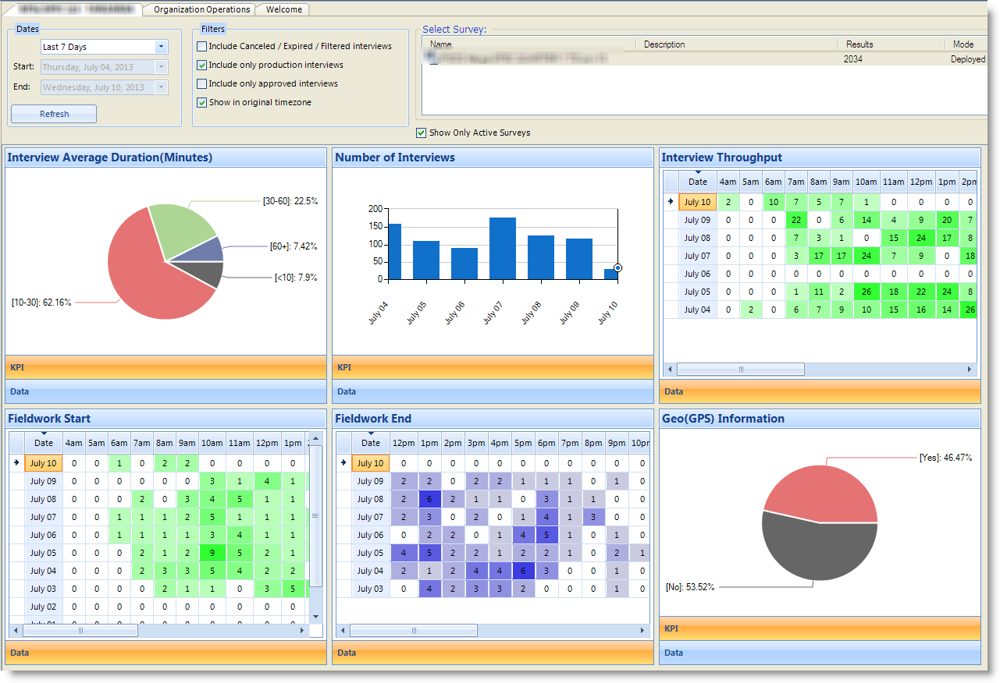 Organization Operations Welcome
Dates
Last 7 Days
Start: Thursday, July 04, 2013
End: Wednesday, July 10, 2013
Refresh
Filters
Include Canceled / Expired / Filtered interviews
Include only production interviews
Include only approved interviews
Show in original timezone
Select Survey:
Name Description Results Mode
2034 Deployed
Show Only Active Surveys
Interview Average Duration(Minutes)
[30-60]: 22.5%
[60+]: 7.42%
[<10]: 7.9%
[10-30]: 62.16%
KPI
Data
Number of Interviews
200
150
100
50
0
July 04 July 05 July 06 July 07 July 08 July 09 July 10
KPI
Data
Interview Throughput
Date 4am 5am 6am 7am 8am 9am 10am 11am 12pm 1pm 2pm
July 10 2 0 10 7 5 7 1 0 0 0 0
July 09 0 0 0 22 0 6 14 4 9 20 7
July 08 0 0 0 7 3 1 0 15 24 17 8
July 07 0 0 0 3 17 17 24 7 9 0 18
July 06 0 0 0 0 0 0 0 0 0 0 0
July 05 0 0 0 1 11 2 26 18 22 24 8
July 04 0 2 0 6 7 9 10 15 16 14 26
Data
Fieldwork Start
Date 4am 5am 6am 7am 8am 9am 10am 11am 12pm 1pm
July 10 0 0 1 0 2 2 0 0 0 0
July 09 0 0 0 0 0 0 3 1 4 1
July 08 0 0 0 2 0 3 4 5 1 1
July 07 0 0 1 1 1 2 5 1 1 1
July 06 0 0 1 1 1 1 3 4 1 1
July 05 0 0 0 2 1 2 9 5 2 1
July 04 0 0 0 2 3 3 5 4 2 2
July 03 0 0 0 0 2 1 1 0 3 5
July 02 0 0 0 0 0 0 0 0 0 0
Data
Fieldwork End
Date 12pm 1pm 2pm 3pm 4pm 5pm 6pm 7pm 8pm 9pm 10pm
July 10 0 0 0 0 0 0 0 0 0 0 0
July 09 2 2 0 2 2 1 1 1 0 1 0
July 08 2 6 2 1 1 0 3 1 1 0 0
July 07 2 3 0 2 0 1 4 1 3 0 0
July 06 0 2 2 0 1 4 5 1 0 1 0
July 05 4 5 2 2 1 2 2 1 0 2 1
July 04 2 1 2 4 4 6 3 0 0 1 0
July 03 0 4 2 3 3 2 0 0 0 1 0
Data
Geo(GPS) Information
[Yes]: 46.47%
[No]: 53.52%
KPI
Data